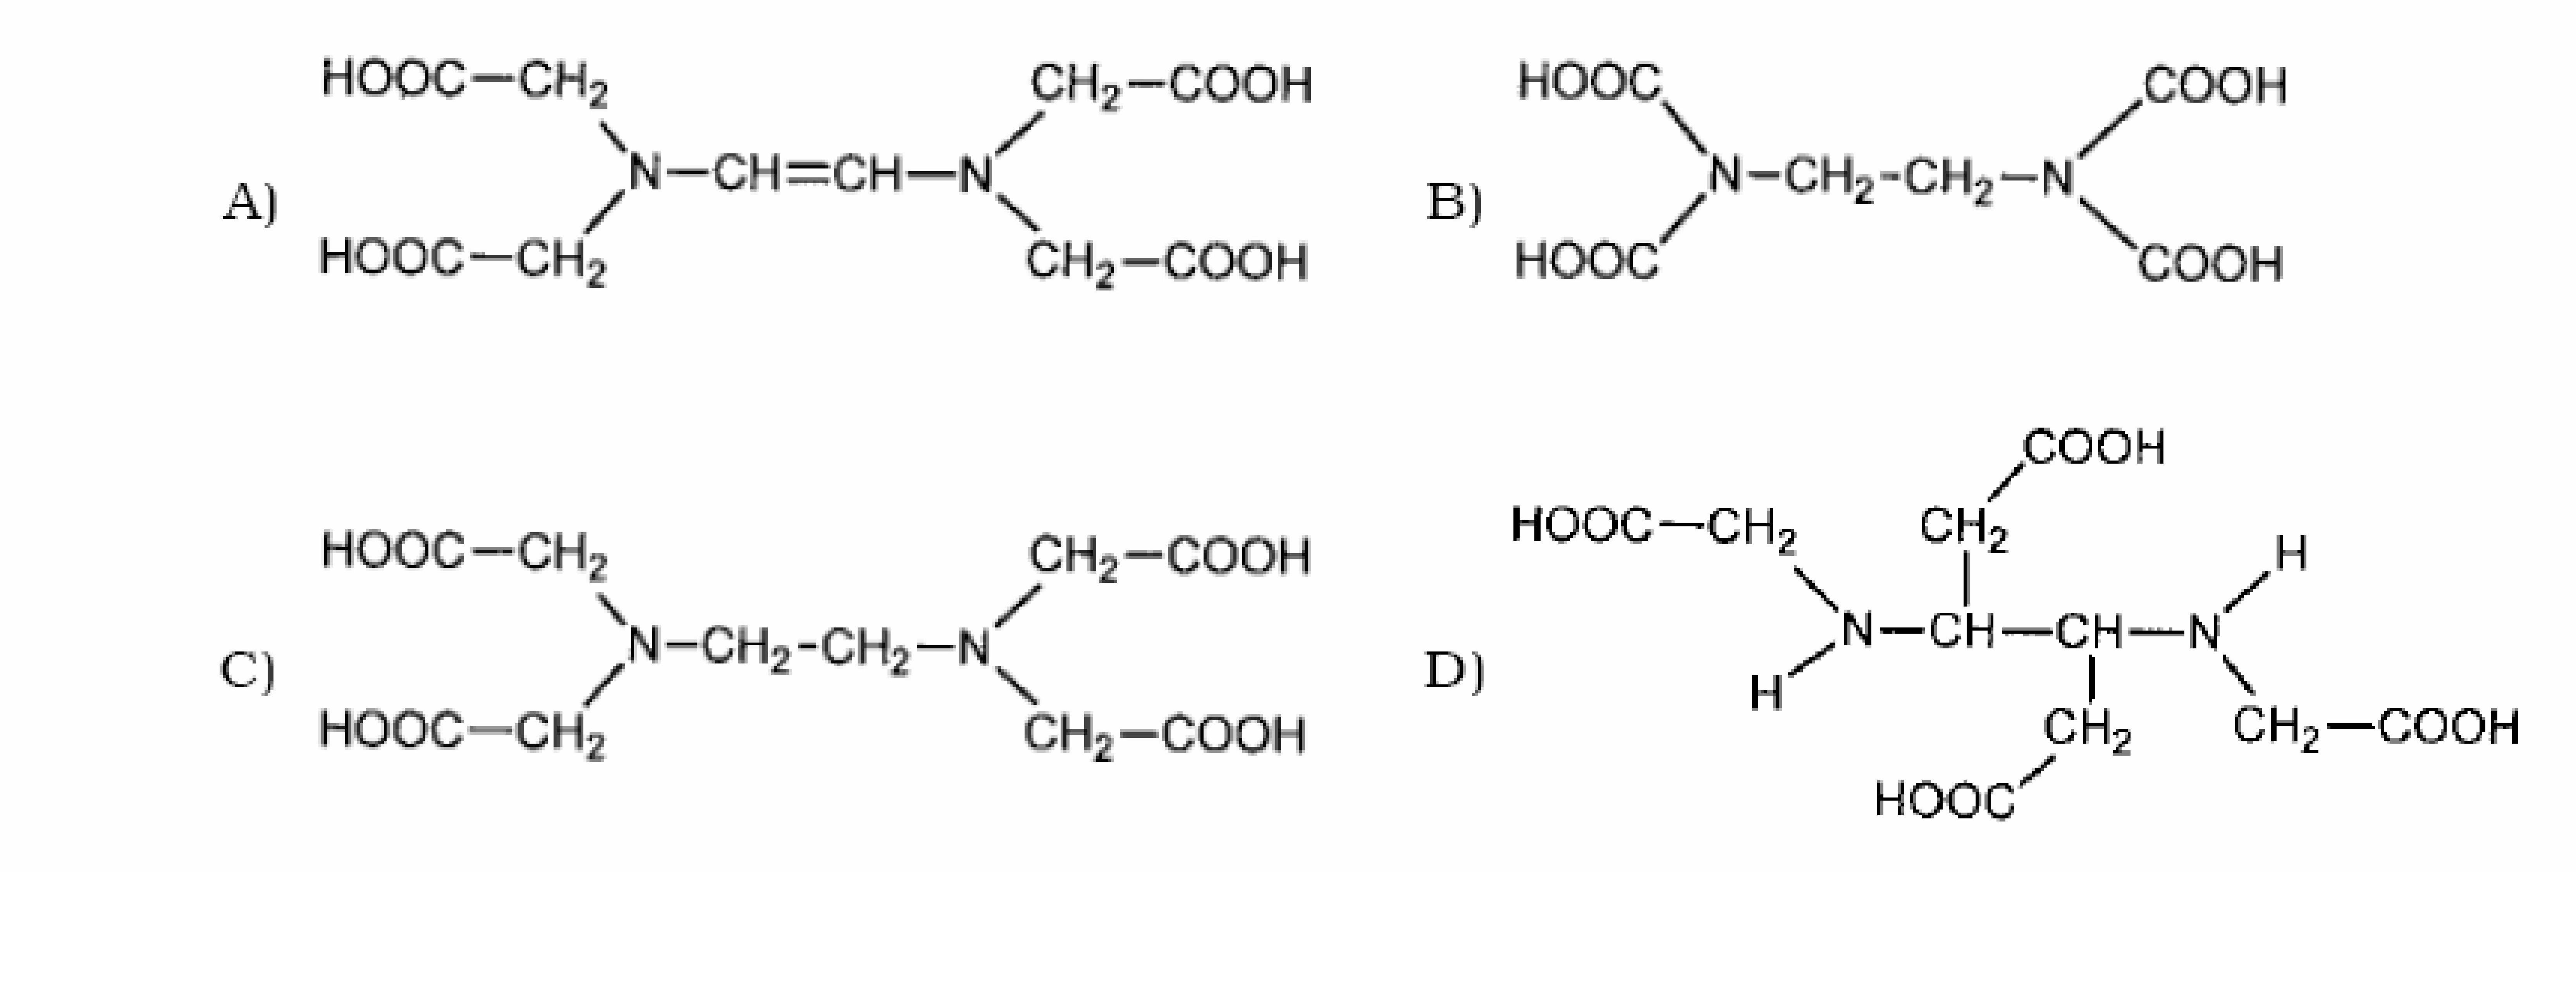 A)
HOOC—CH₂ CH₂—COOH
N—CH=CH—N
HOOC—CH₂ CH₂—COOH
B)
HOOC COOH
N—CH₂-CH₂—N
HOOC COOH
C)
HOOC—CH₂ CH₂—COOH
N—CH₂-CH₂—N
HOOC—CH₂ CH₂—COOH
D)
COOH
HOOC—CH₂ CH₂ H
N—CH—CH—N
H CH₂ CH₂—COOH
HOOC